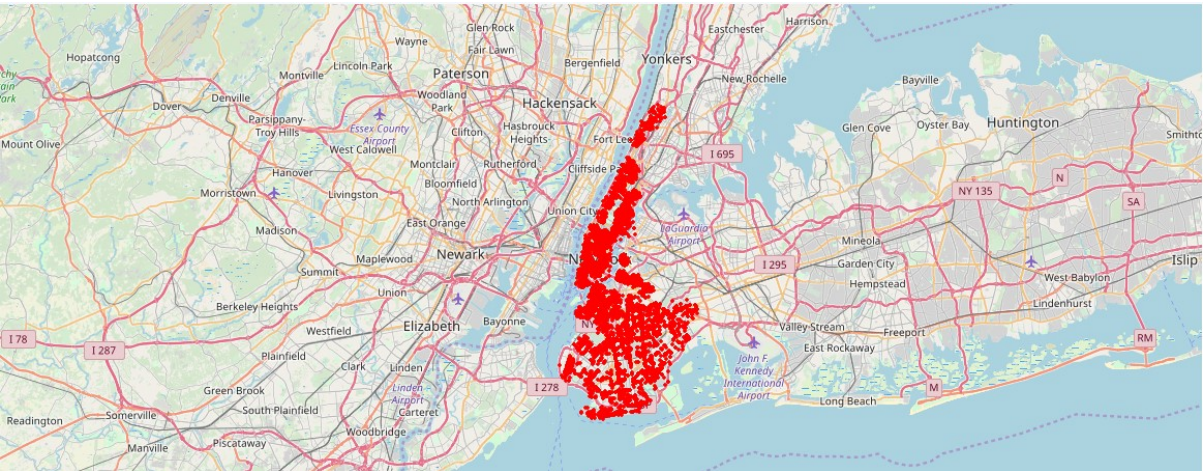 Hopatcong
Glen Rock
Fair Lawn
Wayne
Lincoln Park
Montville
Paterson
Bergenfield
Yonkers
Eastchester
Harrison
New Rochelle
Bayville
Denville
Dover
Woodland
Park
Hackensack
Parsippany-
Troy Hills
Essex County
Airport
Clifton
Hasbrouck
Heights
Glen Cove
Oyster Bay
Huntington
Mount Olive
West Caldwell
Hanover
Montclair
Rutherford
Fort Lee
Cliffside
I 695
Bloomfield
Morristown
Livingston
North Arlington
Union City
NY 135
N
SA
Madison
East Orange
LaGuardia
Airport
Mineola
Maplewood
Newark
I 295
Garden City
Summit
Hempstead
West Babylon
Islip
Union
Berkeley Heights
Lindenhurst
Elizabeth
Bayonne
NY
Valley Stream
Freeport
Westfield
East Rockaway
I 78
I 287
RM
Plainfield
Clark
Linden
John F.
Kennedy
International
Airport
Green Brook
Linden
Airport
I 278
M
Long Beach
South Plainfield
Carteret
Somerville
Readington
Woodbridge
Manville
Piscataway